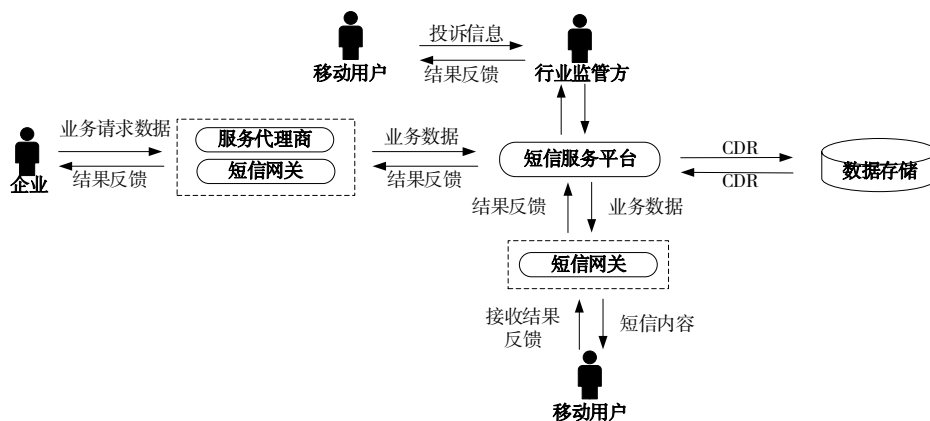 投诉信息
移动用户
行业监管方
结果反馈
业务请求数据
服务代理商
业务数据
CDR
企业
结果反馈
短信网关
结果反馈
短信服务平台
CDR
数据存储
结果反馈
业务数据
短信网关
接收结果
反馈
短信内容
移动用户